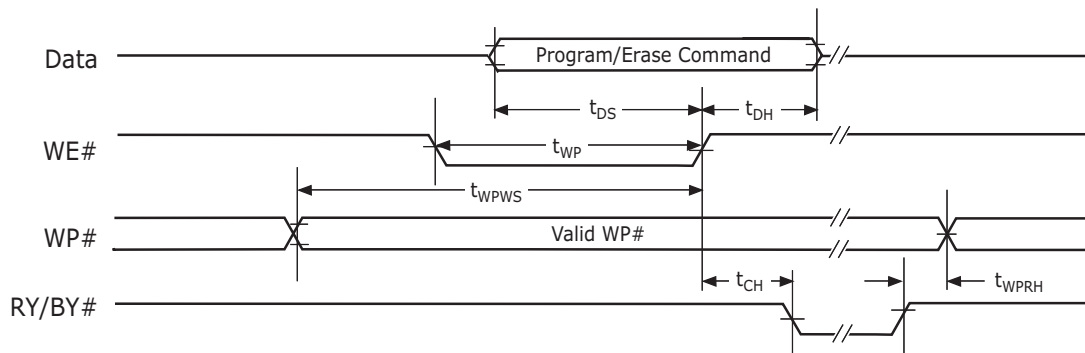 Data
Program/Erase Command
tDS
tDH
WE#
tWP
tWPWS
WP#
Valid WP#
tCH
tWPRH
RY/BY#